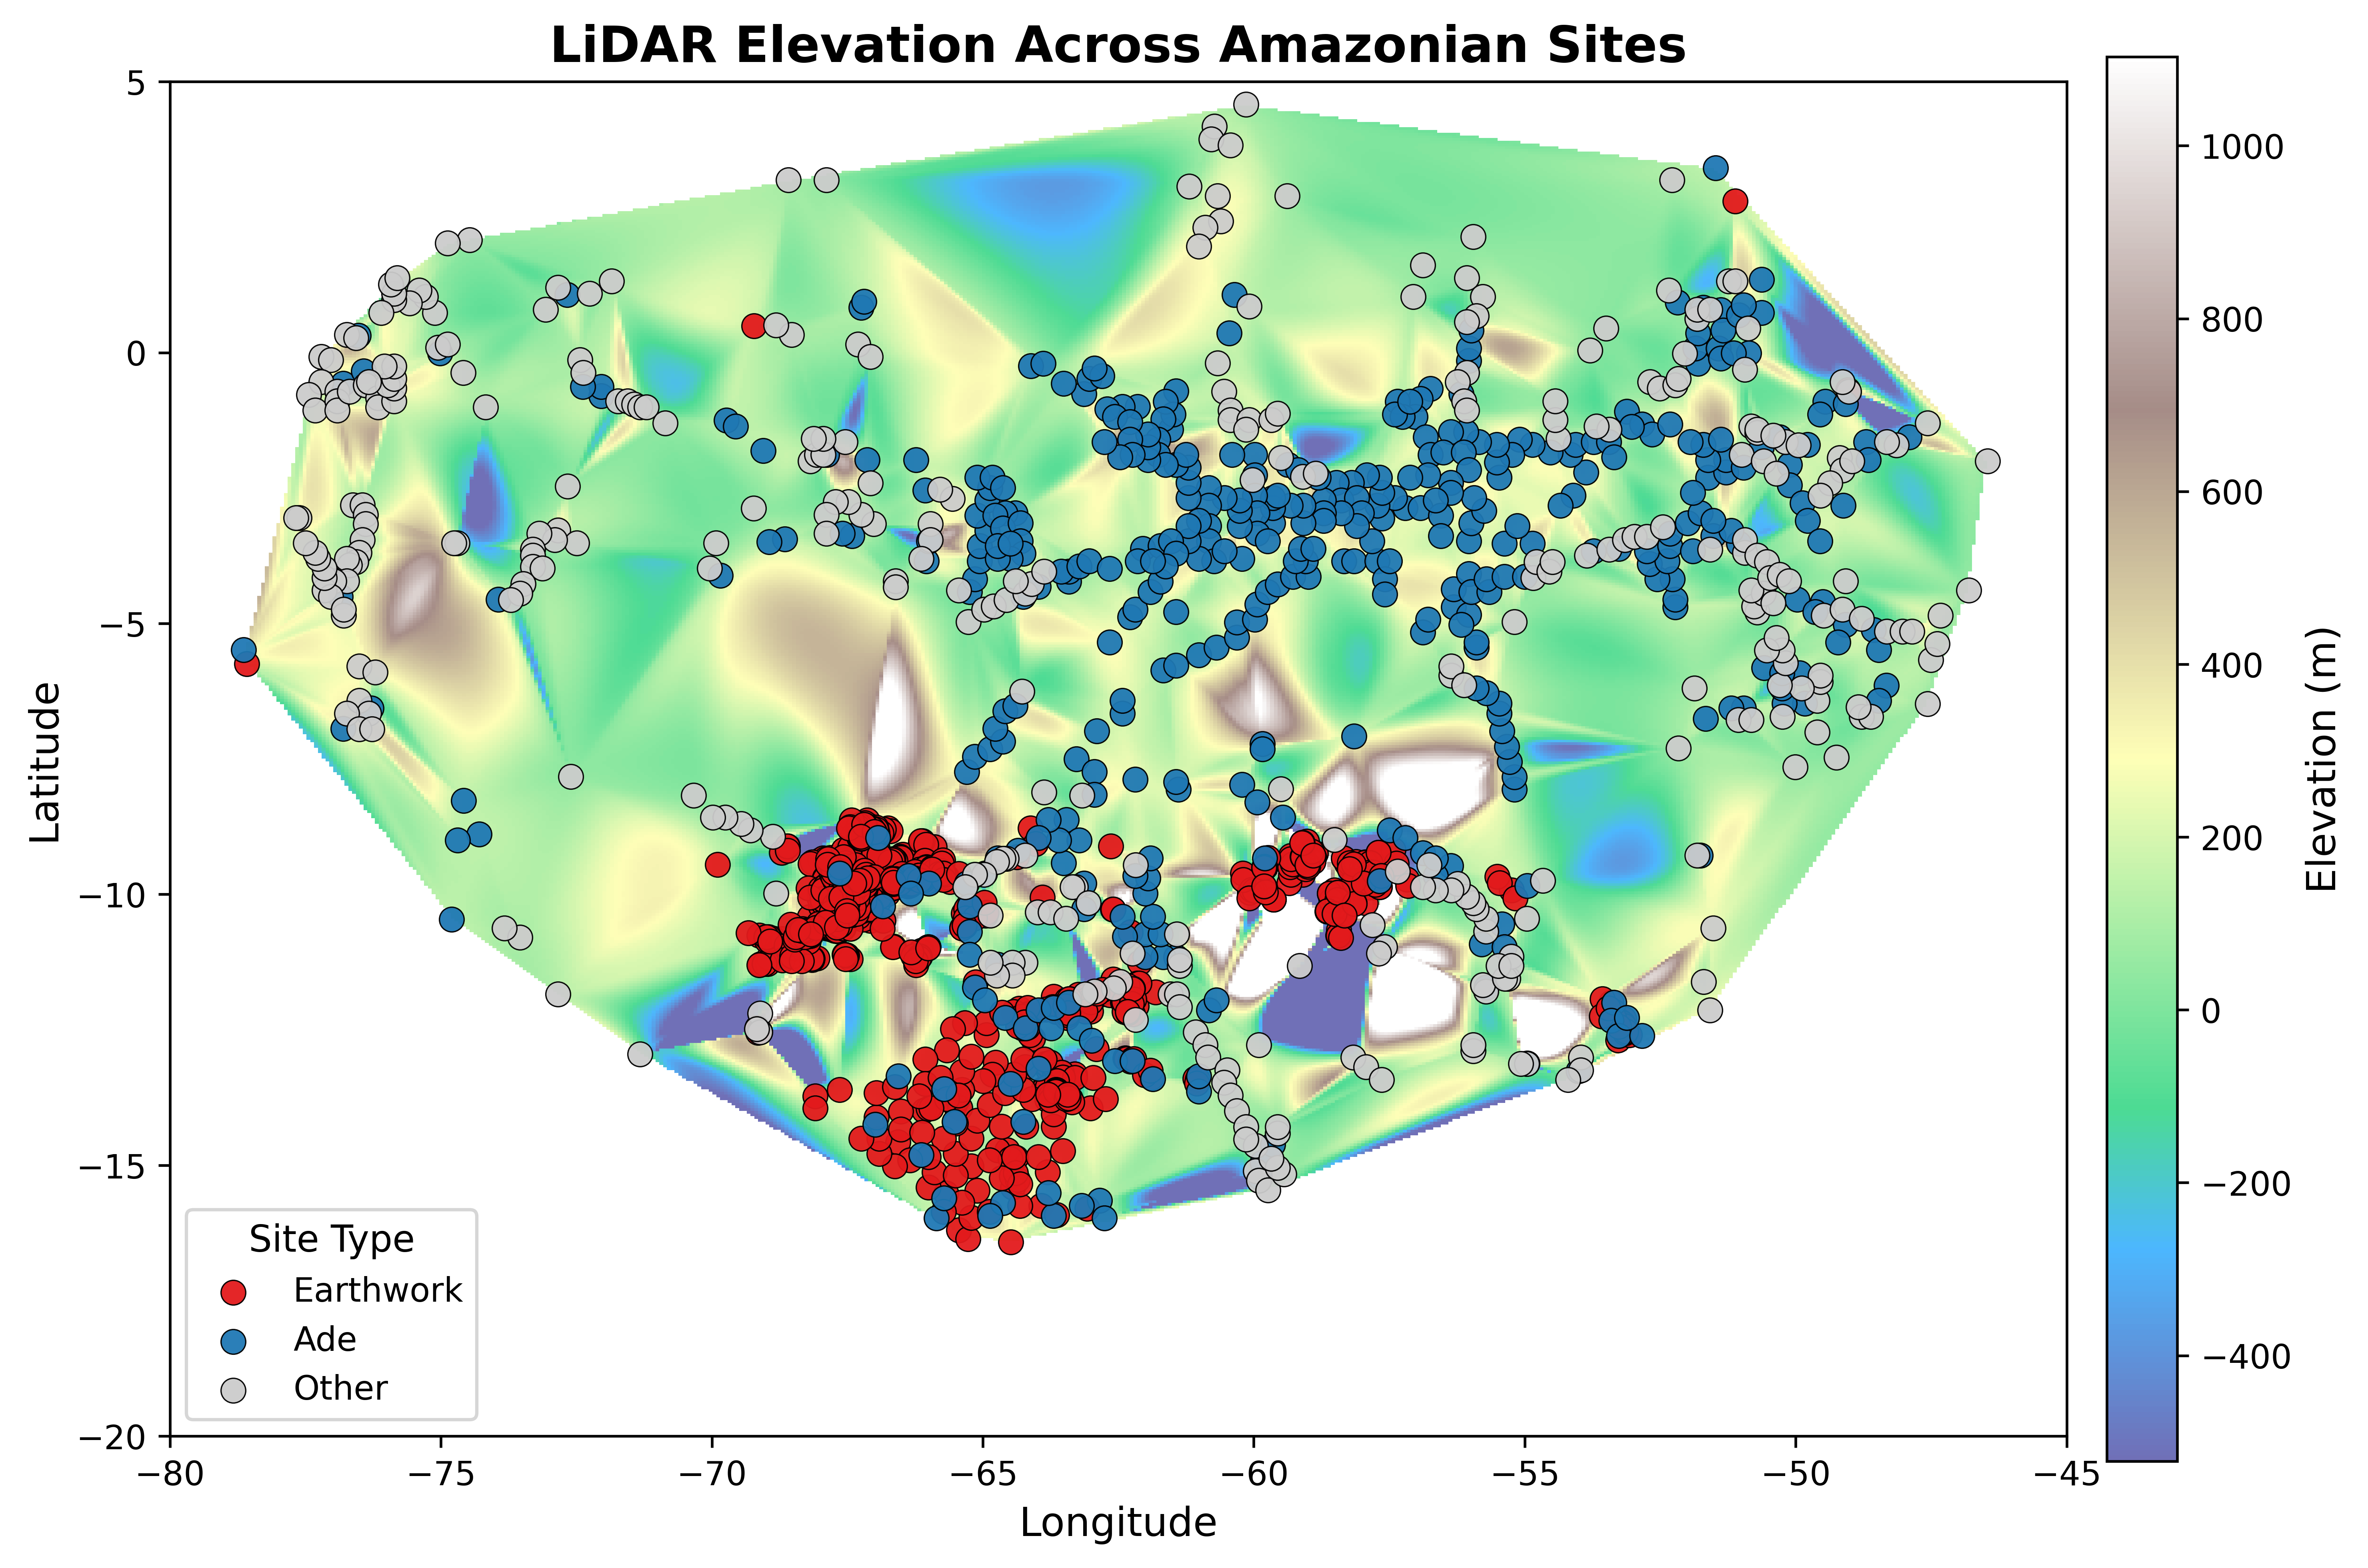 LiDAR Elevation Across Amazonian Sites
5
0
−5
−10
−15
−20
Latitude
−80
−75
−70
−65
−60
−55
−50
−45
Longitude
Site Type
Earthwork
Ade
Other
1000
800
600
400
200
0
−200
−400
Elevation (m)